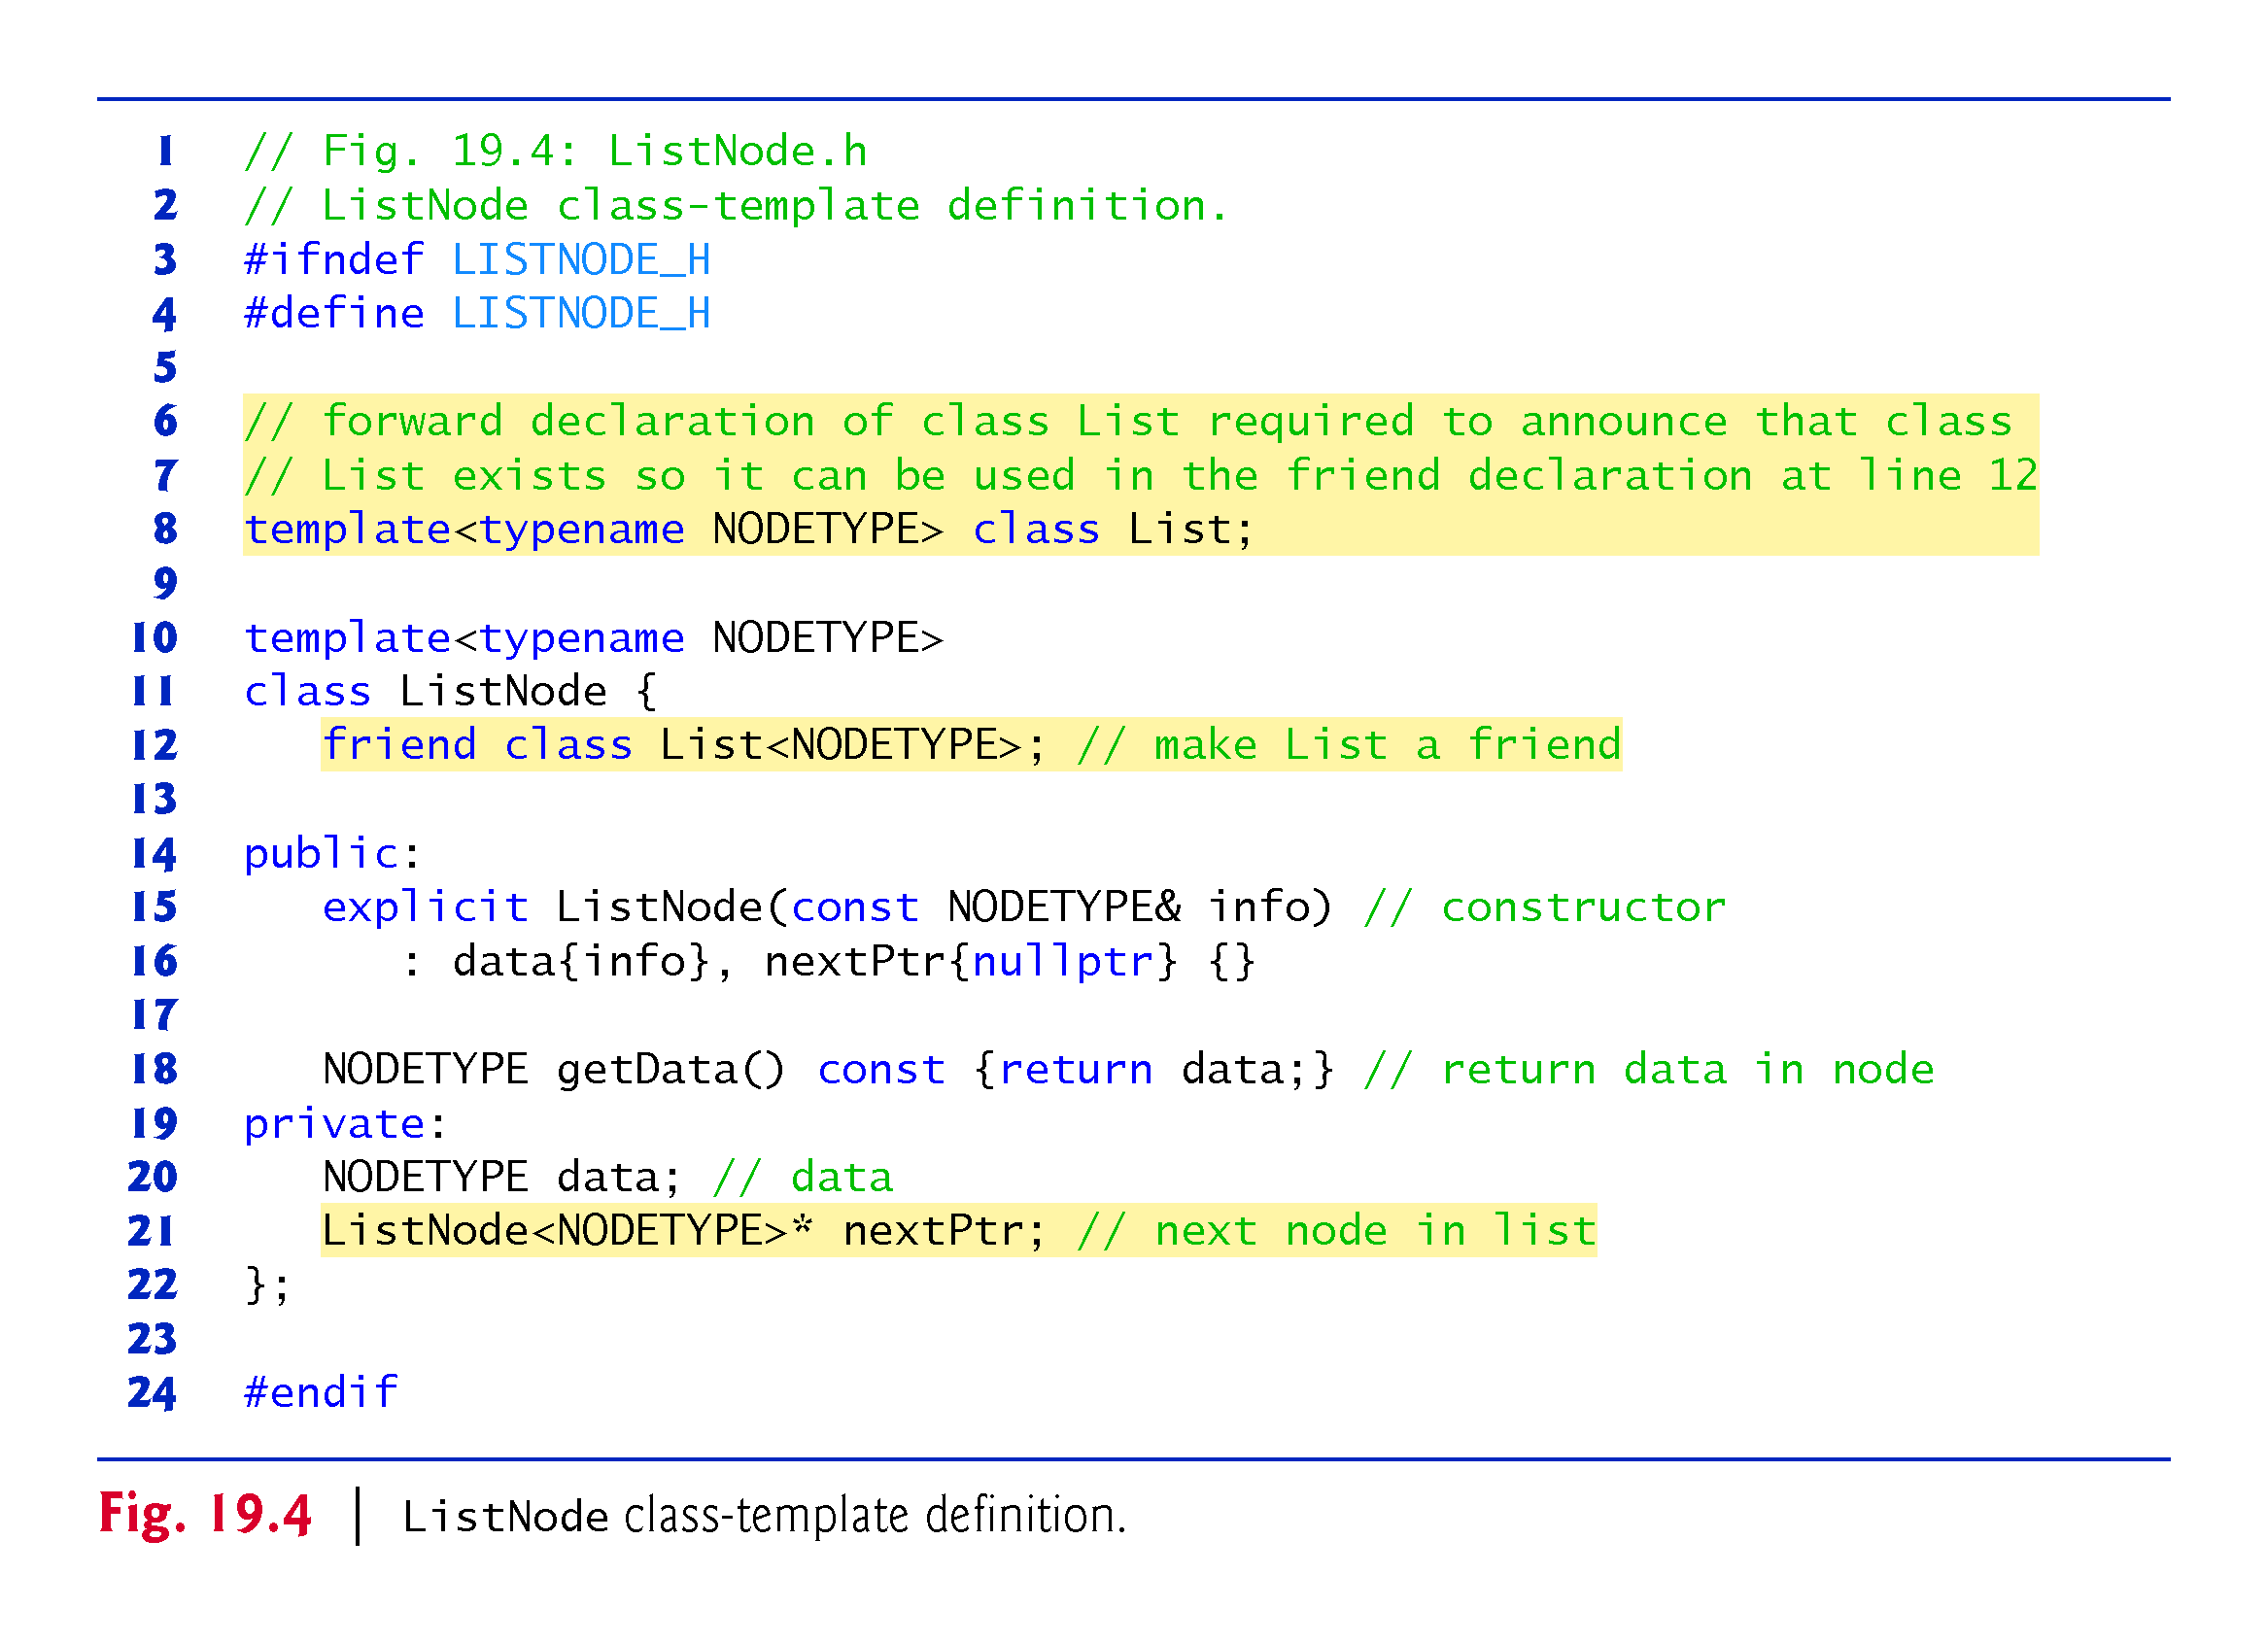 1 // Fig. 19.4: ListNode.h
2 // ListNode class-template definition.
3 #ifndef LISTNODE_H
4 #define LISTNODE_H
5
6 // forward declaration of class List required to announce that class
7 // List exists so it can be used in the friend declaration at line 12
8 template<typename NODETYPE> class List;
9
10 template<typename NODETYPE>
11 class ListNode {
12    friend class List<NODETYPE>; // make List a friend
13
14 public:
15    explicit ListNode(const NODETYPE& info) // constructor
16       : data{info}, nextPtr{nullptr} {}
17
18    NODETYPE getData() const {return data;} // return data in node
19 private:
20    NODETYPE data; // data
21    ListNode<NODETYPE>* nextPtr; // next node in list
22 };
23
24 #endif
Fig. 19.4 | ListNode class-template definition.